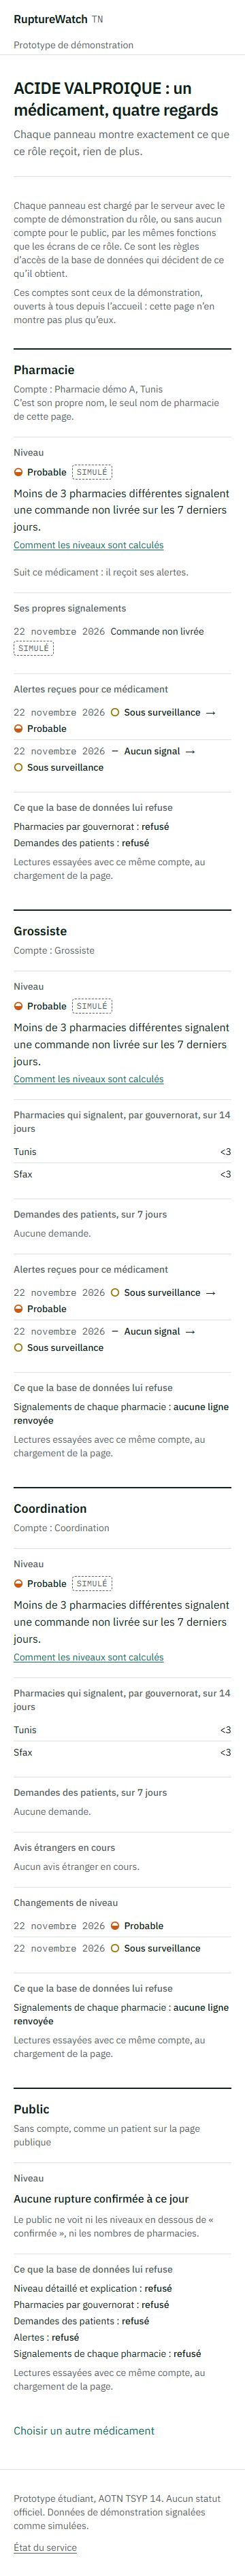 RuptureWatch TN
Prototype de démonstration
ACIDE VALPROIQUE : un
médicament, quatre regards
Chaque panneau montre exactement ce que
ce rôle reçoit, rien de plus.
Chaque panneau est chargé par le serveur avec le
compte de démonstration du rôle, ou sans aucun
compte pour le public, par les mêmes fonctions
que les écrans de ce rôle. Ce sont les règles
d'accès de la base de données qui décident de ce
qu'il obtient.
Ces comptes sont ceux de la démonstration,
ouverts à tous depuis l'accueil : cette page n'en
montre pas plus qu'eux.
Pharmacie
Compte : Pharmacie démo A, Tunis
C'est son propre nom, le seul nom de pharmacie
de cette page.
Niveau
Probable SIMULÉ
Moins de 3 pharmacies différentes signalent
une commande non livrée sur les 7 derniers
jours.
Comment les niveaux sont calculés
Suit ce médicament : il reçoit ses alertes.
Ses propres signalements
22 novembre 2026 Commande non livrée
SIMULÉ
Alertes reçues pour ce médicament
22 novembre 2026 Sous surveillance →
Probable
22 novembre 2026 – Aucun signal →
Sous surveillance
Ce que la base de données lui refuse
Pharmacies par gouvernorat : refusé
Demandes des patients : refusé
Lectures essayées avec ce même compte, au
chargement de la page.
Grossiste
Compte : Grossiste
Niveau
Probable SIMULÉ
Moins de 3 pharmacies différentes signalent
une commande non livrée sur les 7 derniers
jours.
Comment les niveaux sont calculés
Pharmacies qui signalent, par gouvernorat, sur 14
jours
Tunis <3
Sfax <3
Demandes des patients, sur 7 jours
Aucune demande.
Alertes reçues pour ce médicament
22 novembre 2026 Sous surveillance →
Probable
22 novembre 2026 – Aucun signal →
Sous surveillance
Ce que la base de données lui refuse
Signalements de chaque pharmacie : aucune ligne
renvoyée
Lectures essayées avec ce même compte, au
chargement de la page.
Coordination
Compte : Coordination
Niveau
Probable SIMULÉ
Moins de 3 pharmacies différentes signalent
une commande non livrée sur les 7 derniers
jours.
Comment les niveaux sont calculés
Pharmacies qui signalent, par gouvernorat, sur 14
jours
Tunis <3
Sfax <3
Demandes des patients, sur 7 jours
Aucune demande.
Avis étrangers en cours
Aucun avis étranger en cours.
Changements de niveau
22 novembre 2026 Probable
22 novembre 2026 Sous surveillance
Ce que la base de données lui refuse
Signalements de chaque pharmacie : aucune ligne
renvoyée
Lectures essayées avec ce même compte, au
chargement de la page.
Public
Sans compte, comme un patient sur la page
publique
Niveau
Aucune rupture confirmée à ce jour
Le public ne voit ni les niveaux en dessous de «
confirmée », ni les nombres de pharmacies.
Ce que la base de données lui refuse
Niveau détaillé et explication : refusé
Pharmacies par gouvernorat : refusé
Demandes des patients : refusé
Alertes : refusé
Signalements de chaque pharmacie : refusé
Lectures essayées avec ce même compte, au
chargement de la page.
Choisir un autre médicament
Prototype étudiant, AOTN TSYP 14. Aucun statut
officiel. Données de démonstration signalées
comme simulées.
État du service